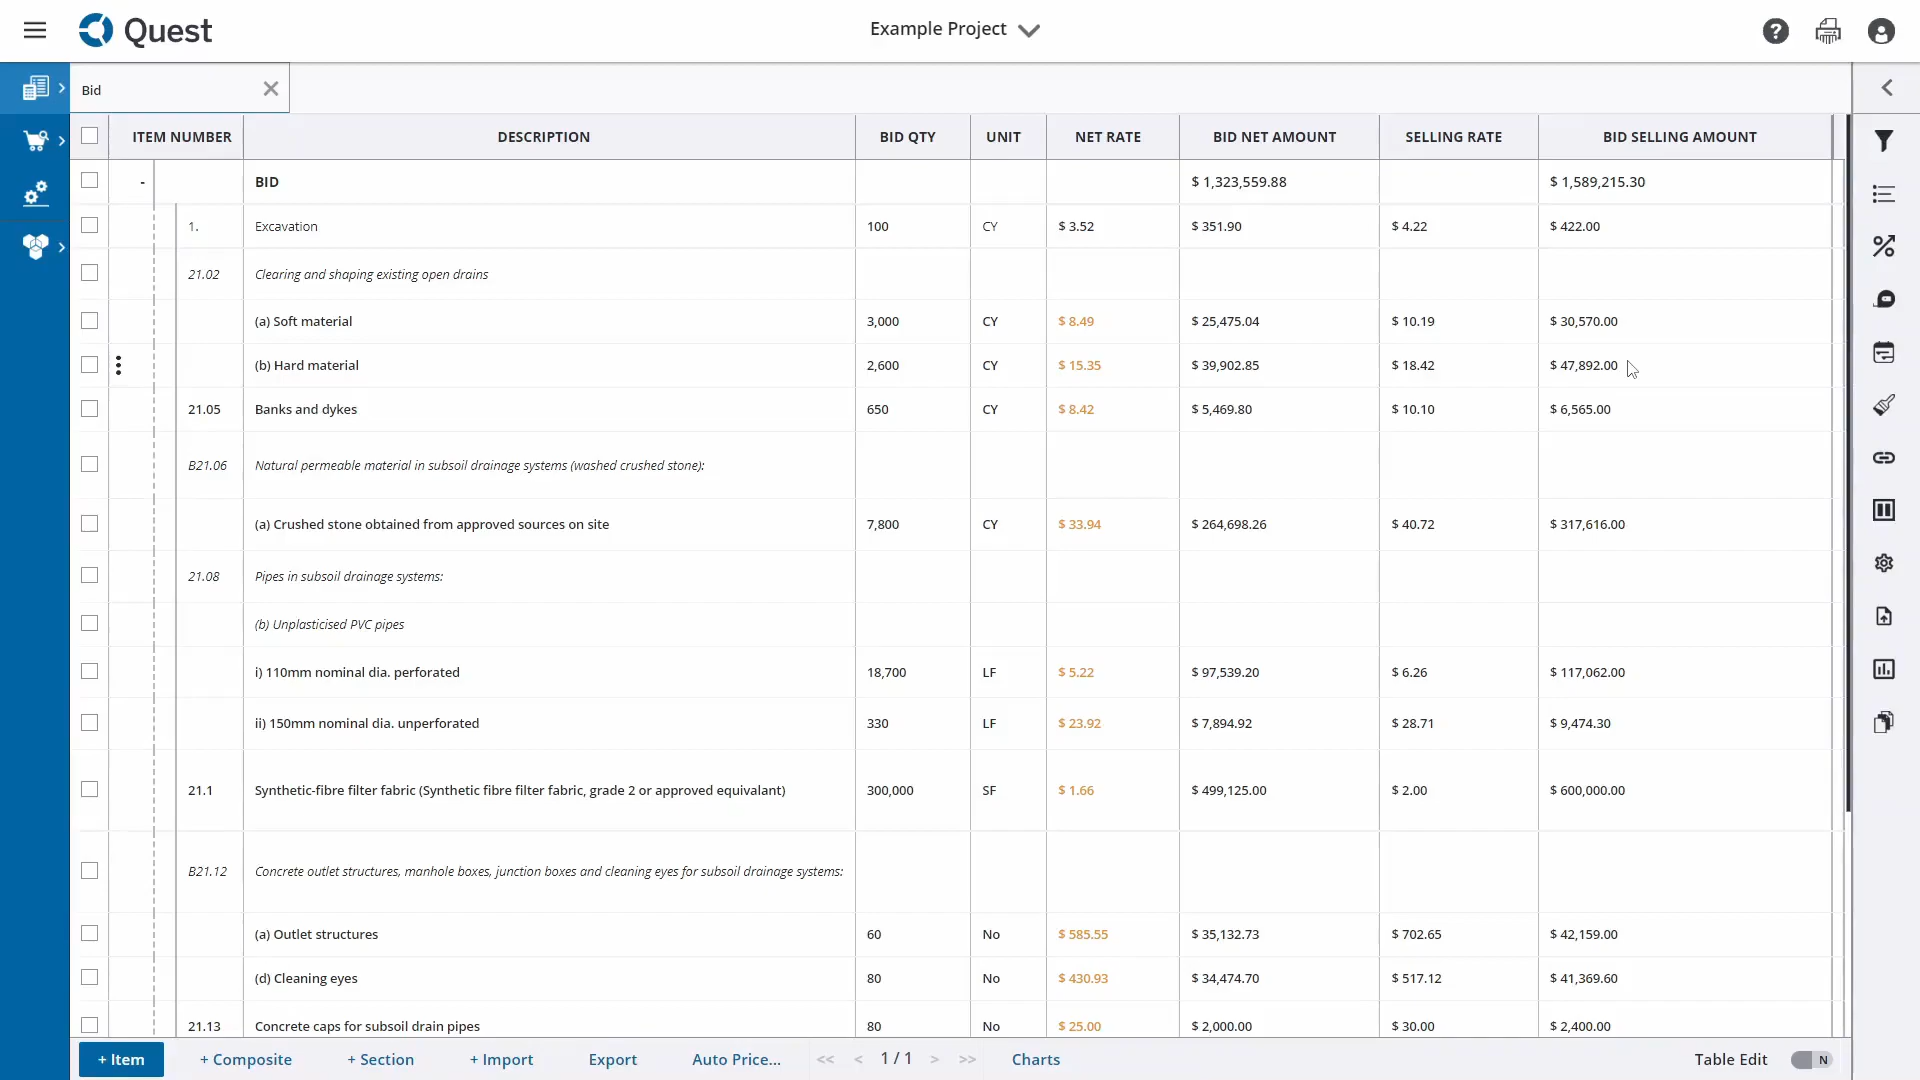 Quest
Example Project
Bid
ITEM NUMBER DESCRIPTION BID QTY UNIT NET RATE BID NET AMOUNT SELLING RATE BID SELLING AMOUNT
- BID $ 1,323,559.88 $ 1,589,215.30
1. Excavation 100 CY $ 3.52 $ 351.90 $ 4.22 $ 422.00
21.02 Clearing and shaping existing open drains
(a) Soft material 3,000 CY $ 8.49 $ 25,475.04 $ 10.19 $ 30,570.00
(b) Hard material 2,600 CY $ 15.35 $ 39,902.85 $ 18.42 $ 47,892.00
21.05 Banks and dykes 650 CY $ 8.42 $ 5,469.80 $ 10.10 $ 6,565.00
B21.06 Natural permeable material in subsoil drainage systems (washed crushed stone):
(a) Crushed stone obtained from approved sources on site 7,800 CY $ 33.94 $ 264,698.26 $ 40.72 $ 317,616.00
21.08 Pipes in subsoil drainage systems:
(b) Unplasticised PVC pipes
i) 110mm nominal dia. perforated 18,700 LF $ 5.22 $ 97,539.20 $ 6.26 $ 117,062.00
ii) 150mm nominal dia. unperforated 330 LF $ 23.92 $ 7,894.92 $ 28.71 $ 9,474.30
21.1 Synthetic-fibre filter fabric (Synthetic fibre filter fabric, grade 2 or approved equivalant) 300,000 SF $ 1.66 $ 499,125.00 $ 2.00 $ 600,000.00
B21.12 Concrete outlet structures, manhole boxes, junction boxes and cleaning eyes for subsoil drainage systems:
(a) Outlet structures 60 No $ 585.55 $ 35,132.73 $ 702.65 $ 42,159.00
(d) Cleaning eyes 80 No $ 430.93 $ 34,474.70 $ 517.12 $ 41,369.60
21.13 Concrete caps for subsoil drain pipes 80 No $ 25.00 $ 2,000.00 $ 30.00 $ 2,400.00
+ Item + Composite + Section + Import Export Auto Price... << < 1 / 1 > >> Charts Table Edit N